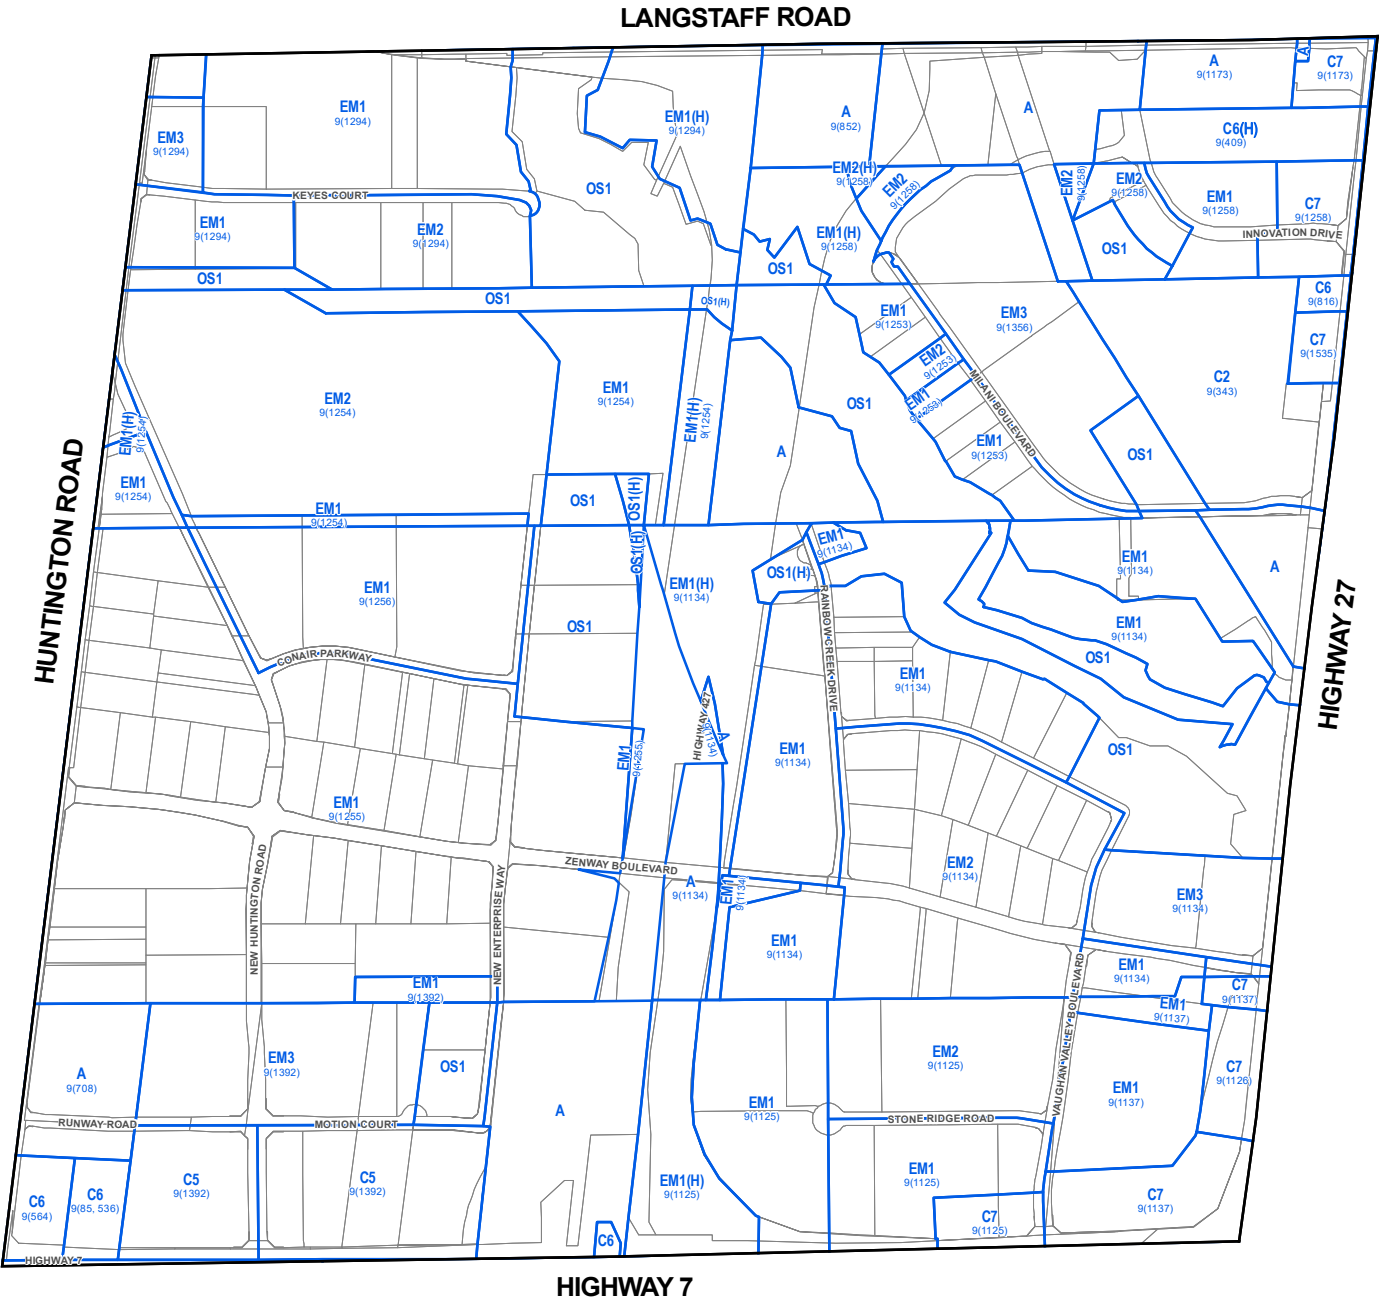 LANGSTAFF ROAD
A
9(1173)
A
C7
9(1173)
EM1
9(1294)
EM1(H)
9(1294)
A
9(852)
A
C6(H)
9(409)
EM3
9(1294)
EM2(H)
9(1258)
EM2
9(1258)
EM2
9(1258)
EM2
9(1258)
EM1
9(1258)
C7
9(1258)
OS1
KEYES COURT
EM1
9(1294)
EM2
9(1294)
EM1(H)
9(1258)
INNOVATION DRIVE
OS1
OS1
OS1
OS1
OS1(H)
EM1
9(1253)
EM3
9(1356)
C6
9(816)
C7
9(1535)
EM2
9(1253)
EM1
9(1253)
MILANI BOULEVARD
C2
9(343)
EM2
9(1254)
EM1
9(1254)
EM1(H)
9(1254)
OS1
EM1(H)
9(1254)
A
EM1
9(1253)
OS1
HUNTINGTON ROAD
EM1
9(1254)
EM1
9(1254)
OS1
OS1(H)
OS1(H)
EM1
9(1134)
OS1(H)
EM1
9(1134)
A
EM1
9(1256)
EM1(H)
9(1134)
RAINBOW CREEK DRIVE
OS1
EM1
9(1134)
HIGHWAY 27
CONAIR PARKWAY
OS1
EM1
9(1134)
HIGHWAY 427
A
9(1134)
EM1
9(1255)
EM1
9(1134)
OS1
EM1
9(1255)
ZENWAY BOULEVARD
EM2
9(1134)
A
9(1134)
EM1
9(1134)
EM3
9(1134)
NEW HUNTINGTON ROAD
NEW ENTERPRISE WAY
EM1
9(1134)
VAUGHAN VALLEY BOULEVARD
EM1
9(1134)
EM1
9(1392)
C7
9(1137)
EM1
9(1137)
A
9(708)
EM3
9(1392)
OS1
EM2
9(1125)
EM1
9(1137)
C7
9(1126)
A
EM1
9(1125)
RUNWAY ROAD
MOTION COURT
STONE RIDGE ROAD
C6
9(564)
C6
9(85, 536)
C5
9(1392)
C5
9(1392)
EM1(H)
9(1125)
EM1
9(1125)
C7
9(1137)
C7
9(1125)
C6
HIGHWAY 7
HIGHWAY 7